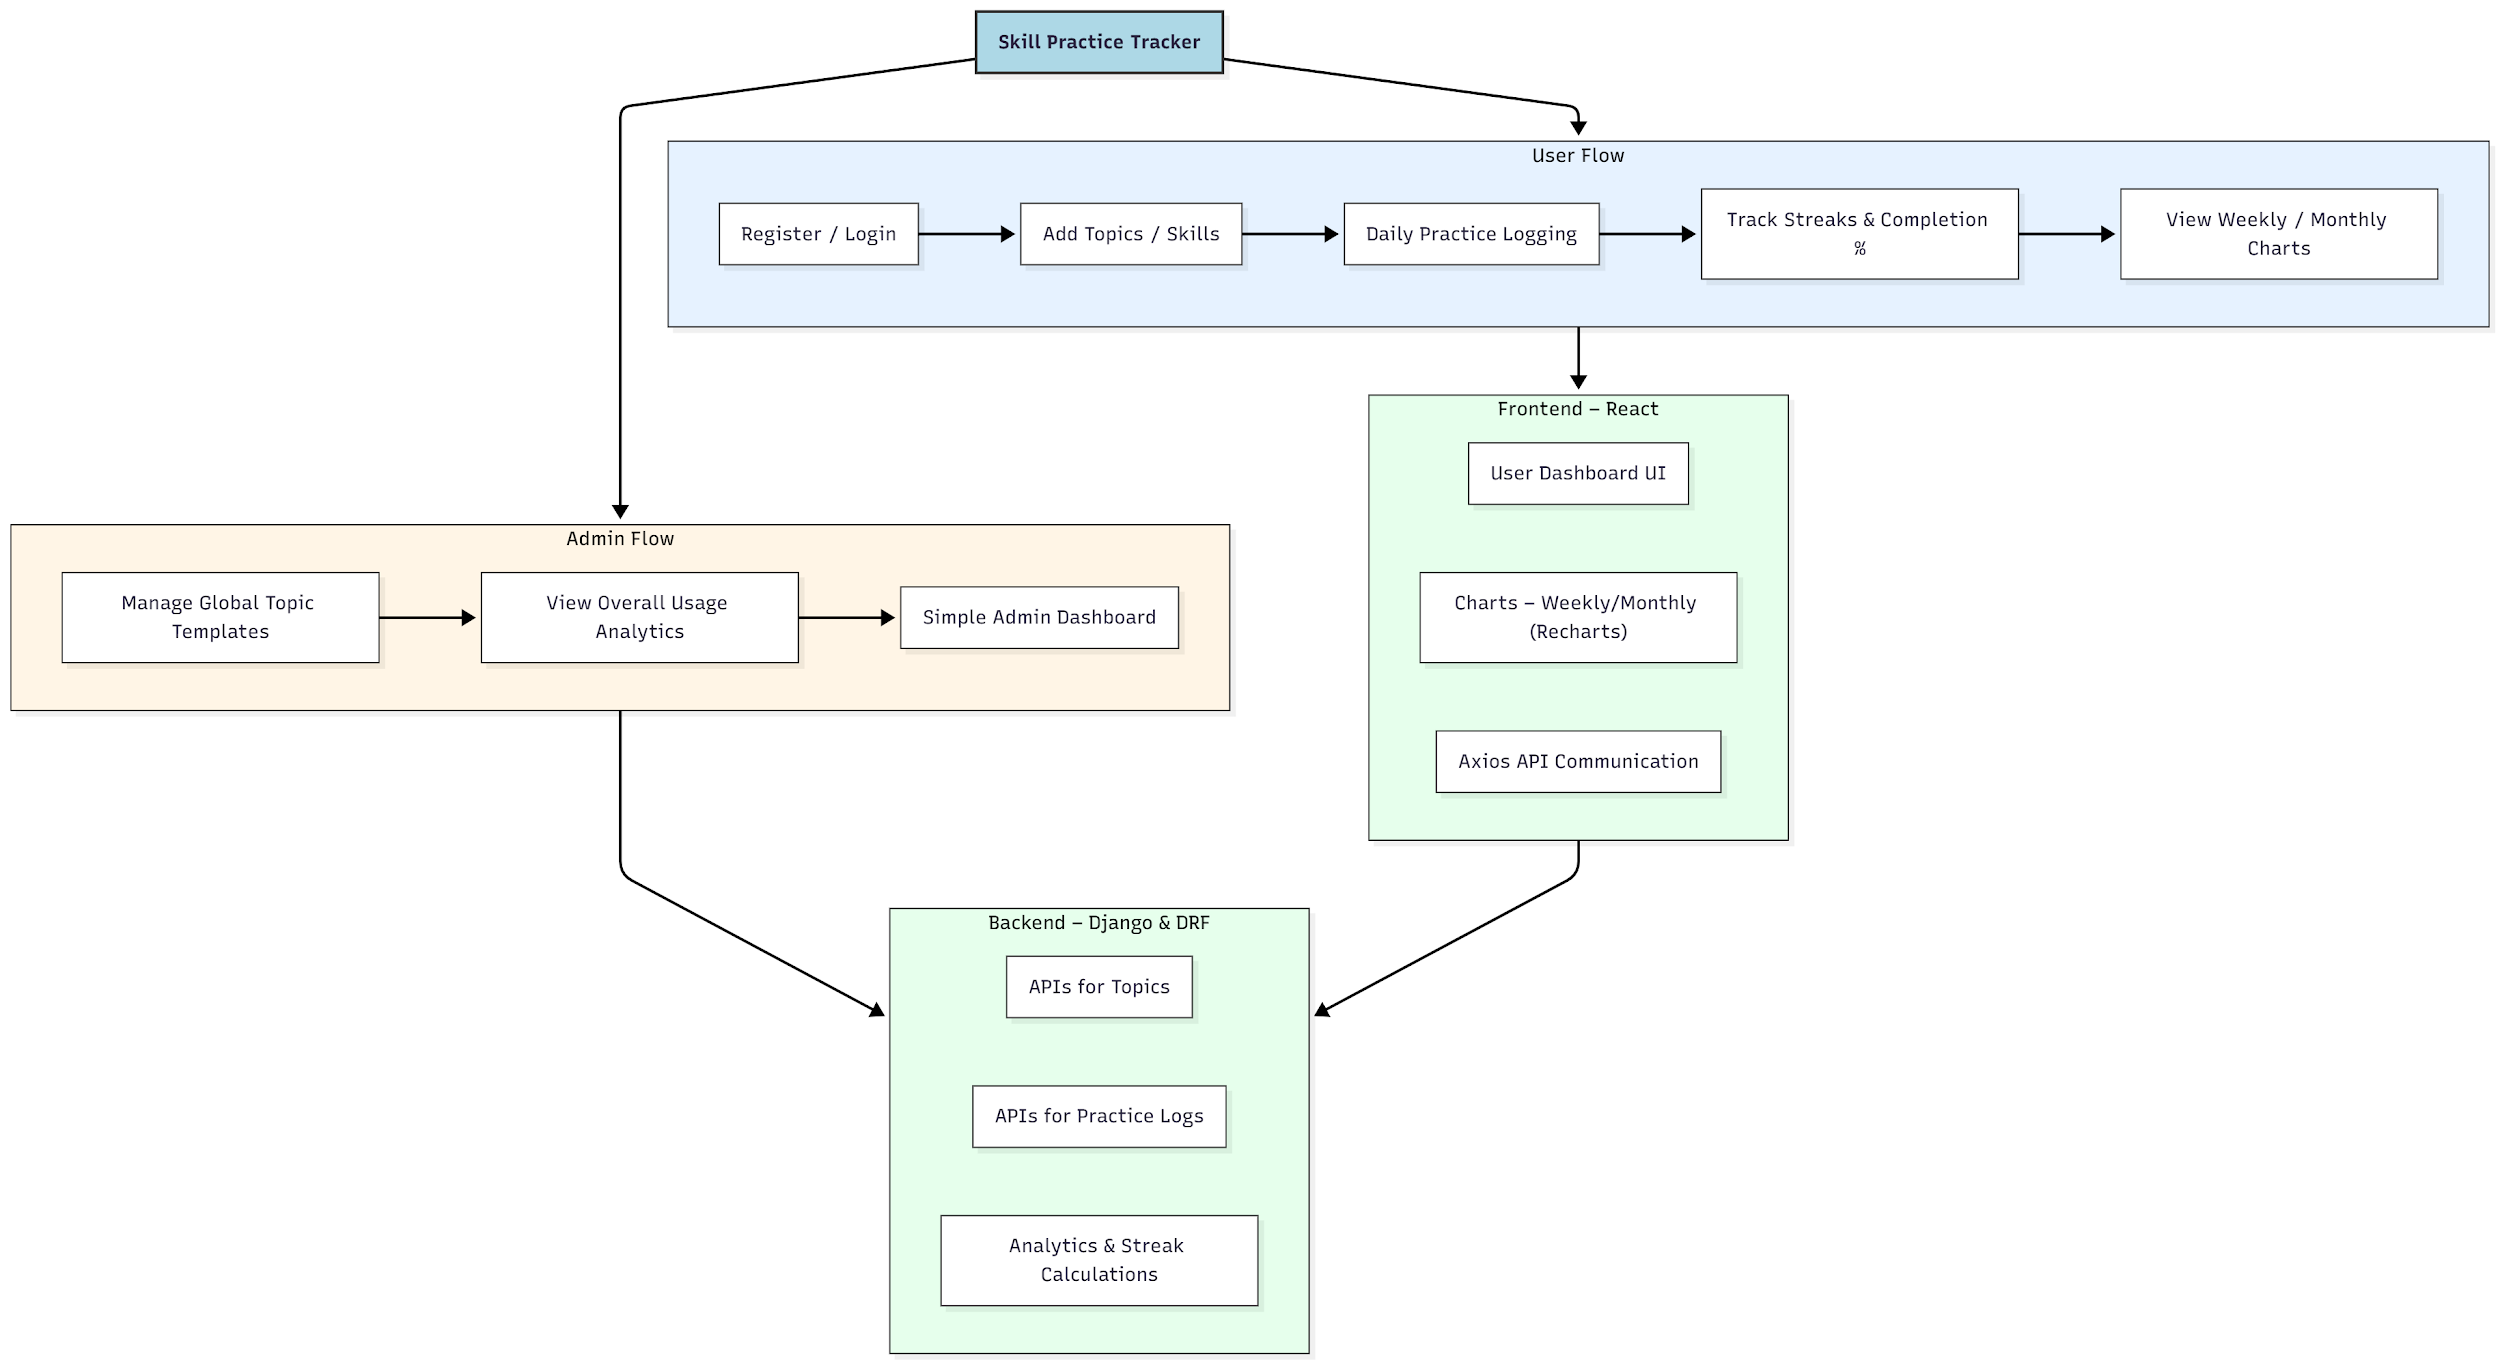 Skill Practice Tracker
User Flow
Register / Login
Add Topics / Skills
Daily Practice Logging
Track Streaks & Completion
%
View Weekly / Monthly
Charts
Frontend – React
User Dashboard UI
Charts – Weekly/Monthly
(Recharts)
Axios API Communication
Admin Flow
Manage Global Topic
Templates
View Overall Usage
Analytics
Simple Admin Dashboard
Backend – Django & DRF
APIs for Topics
APIs for Practice Logs
Analytics & Streak
Calculations